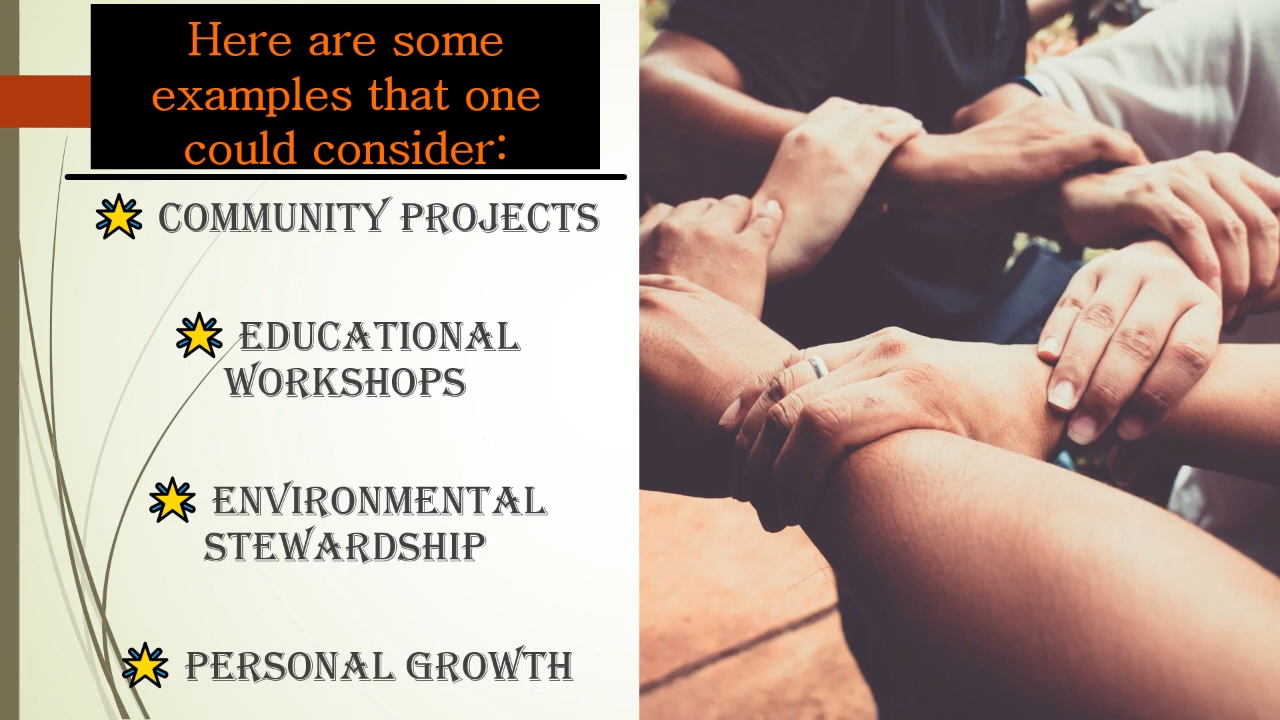 Here are some
examples that one
could consider:
COMMUNITY PROJECTS
EDUCATIONAL
WORKSHOPS
ENVIRONMENTAL
STEWARDSHIP
PERSONAL GROWTH